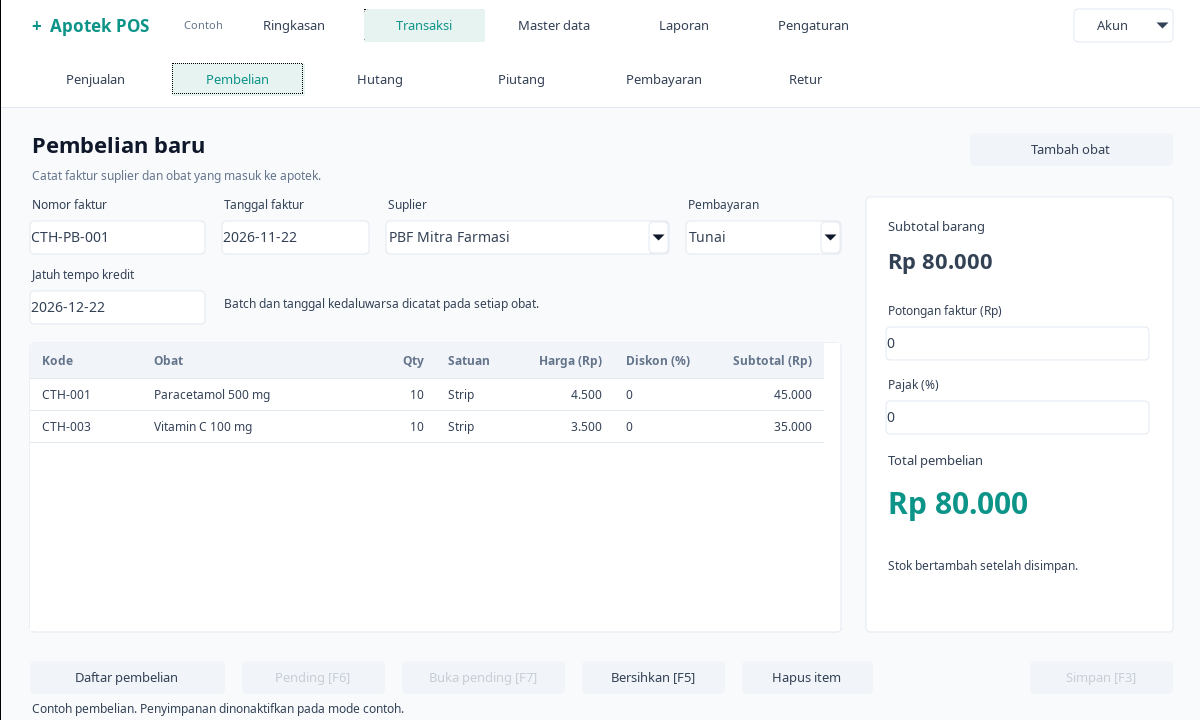 + Apotek POS Contoh Ringkasan Transaksi Master data Laporan Pengaturan Akun
Penjualan Pembelian Hutang Piutang Pembayaran Retur
Pembelian baru
Tambah obat
Catat faktur suplier dan obat yang masuk ke apotek.
Nomor faktur Tanggal faktur Suplier Pembayaran
CTH-PB-001 2026-11-22 PBF Mitra Farmasi Tunai
Jatuh tempo kredit
2026-12-22 Batch dan tanggal kedaluwarsa dicatat pada setiap obat.
Kode Obat Qty Satuan Harga (Rp) Diskon (%) Subtotal (Rp)
CTH-001 Paracetamol 500 mg 10 Strip 4.500 0 45.000
CTH-003 Vitamin C 100 mg 10 Strip 3.500 0 35.000
Subtotal barang
Rp 80.000
Potongan faktur (Rp)
0
Pajak (%)
0
Total pembelian
Rp 80.000
Stok bertambah setelah disimpan.
Daftar pembelian Pending [F6] Buka pending [F7] Bersihkan [F5] Hapus item Simpan [F3]
Contoh pembelian. Penyimpanan dinonaktifkan pada mode contoh.